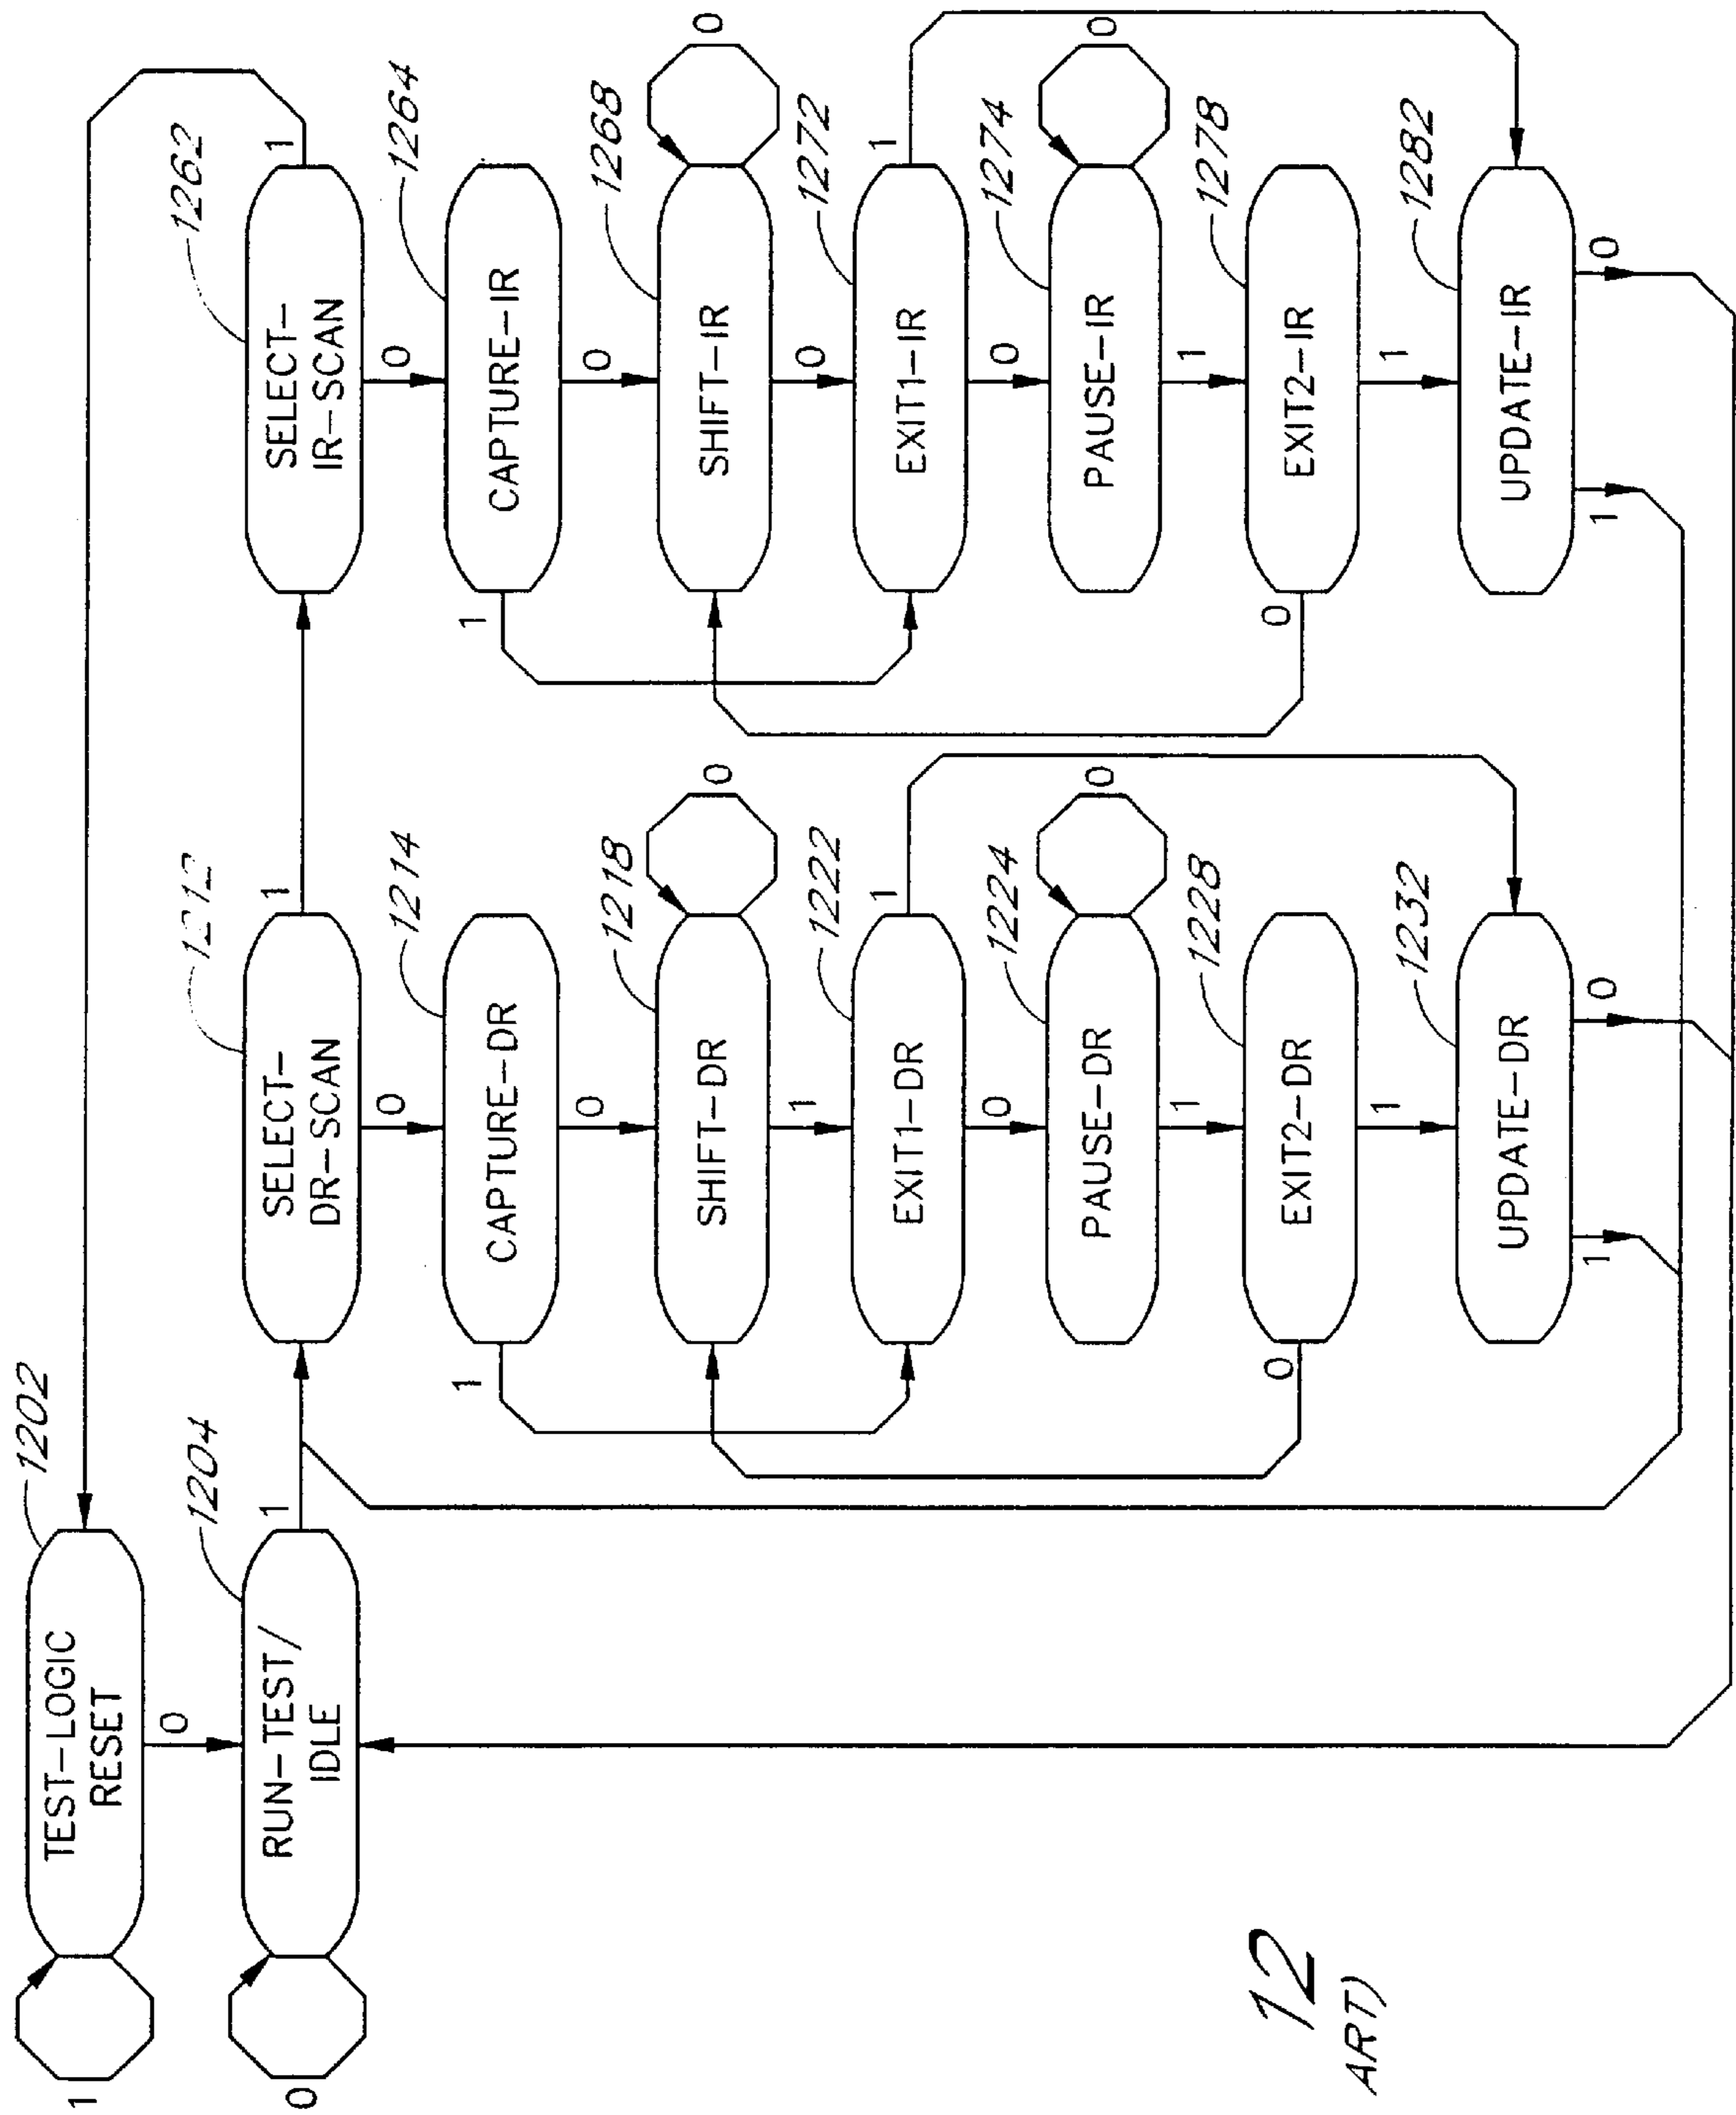 1202
1
TEST-LOGIC
RESET
0
1204
0
RUN-TEST/
IDLE
1
1212
SELECT-
DR-SCAN
1
0
1214
CAPTURE-DR
1
0
1218
SHIFT-DR
0
1
1222
EXIT1-DR
1
0
1224
PAUSE-DR
0
1
1228
EXIT2-DR
0
1
1232
UPDATE-DR
1
0
1262
SELECT-
IR-SCAN
1
0
1264
CAPTURE-IR
1
0
1268
SHIFT-IR
0
0
1272
EXIT1-IR
1
0
1274
PAUSE-IR
0
1
1278
EXIT2-IR
0
1
1282
UPDATE-IR
1
0
12
ART)